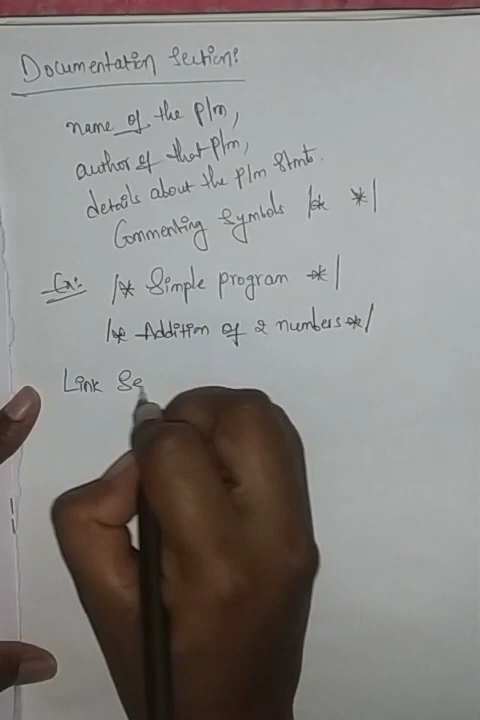 Documentation Section:
name of the p/m,
author of that p/m,
details about the p/m Stmts.
Commenting Symbols /* */
Ex: /* Simple program */
/* Addition of 2 numbers */
Link Se